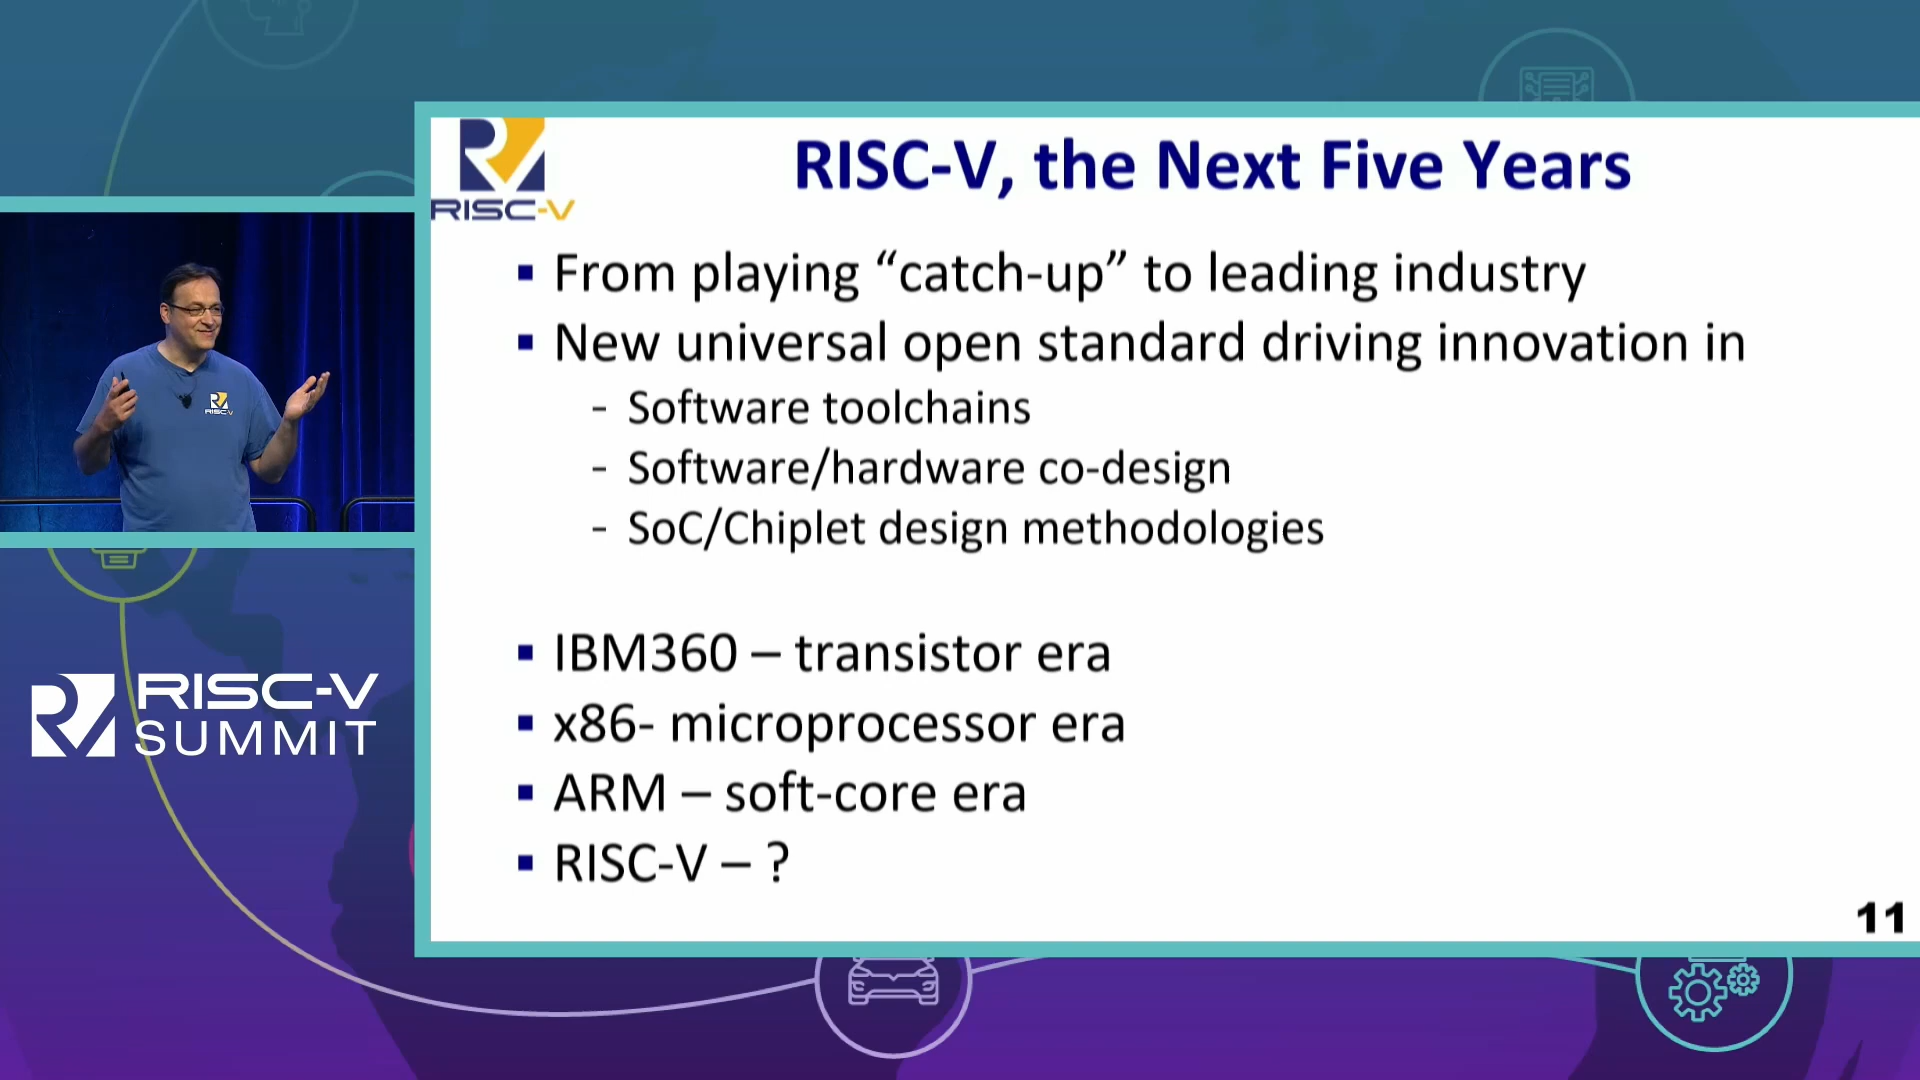 RISC-V
RISC-V, the Next Five Years
▪ From playing “catch-up” to leading industry
▪ New universal open standard driving innovation in
- Software toolchains
- Software/hardware co-design
- SoC/Chiplet design methodologies
▪ IBM360 – transistor era
▪ x86- microprocessor era
▪ ARM – soft-core era
▪ RISC-V – ?
11
RISC-V
RISC-V
SUMMIT